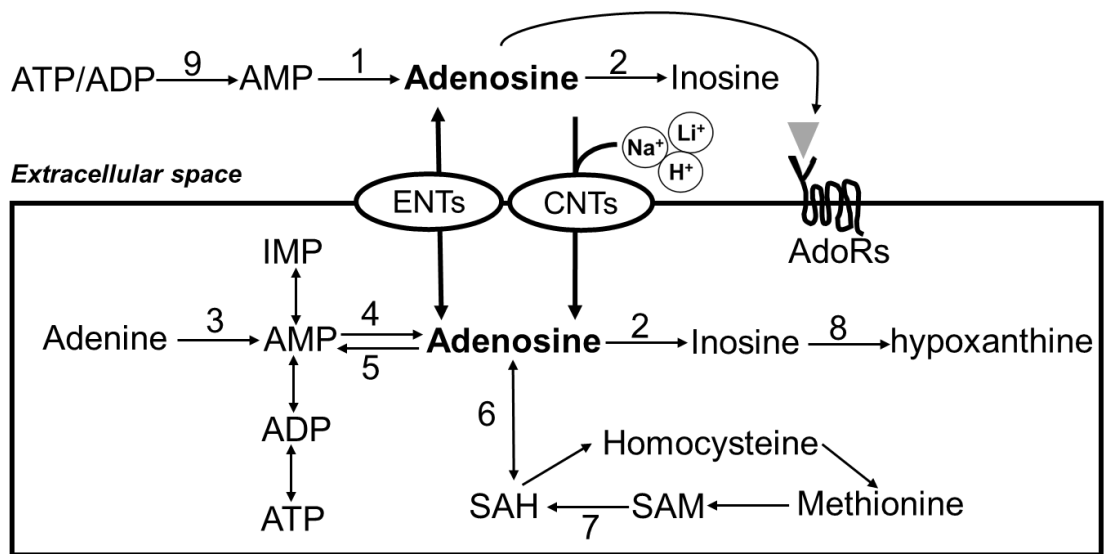 ATP/ADP 9 AMP 1 Adenosine 2 Inosine
Na⁺ Li⁺ H⁺
Extracellular space
ENTs CNTs
AdoRs
IMP
Adenine 3 AMP 4 5 Adenosine 2 Inosine 8 hypoxanthine
ADP
6
Homocysteine
ATP
SAH 7 SAM Methionine